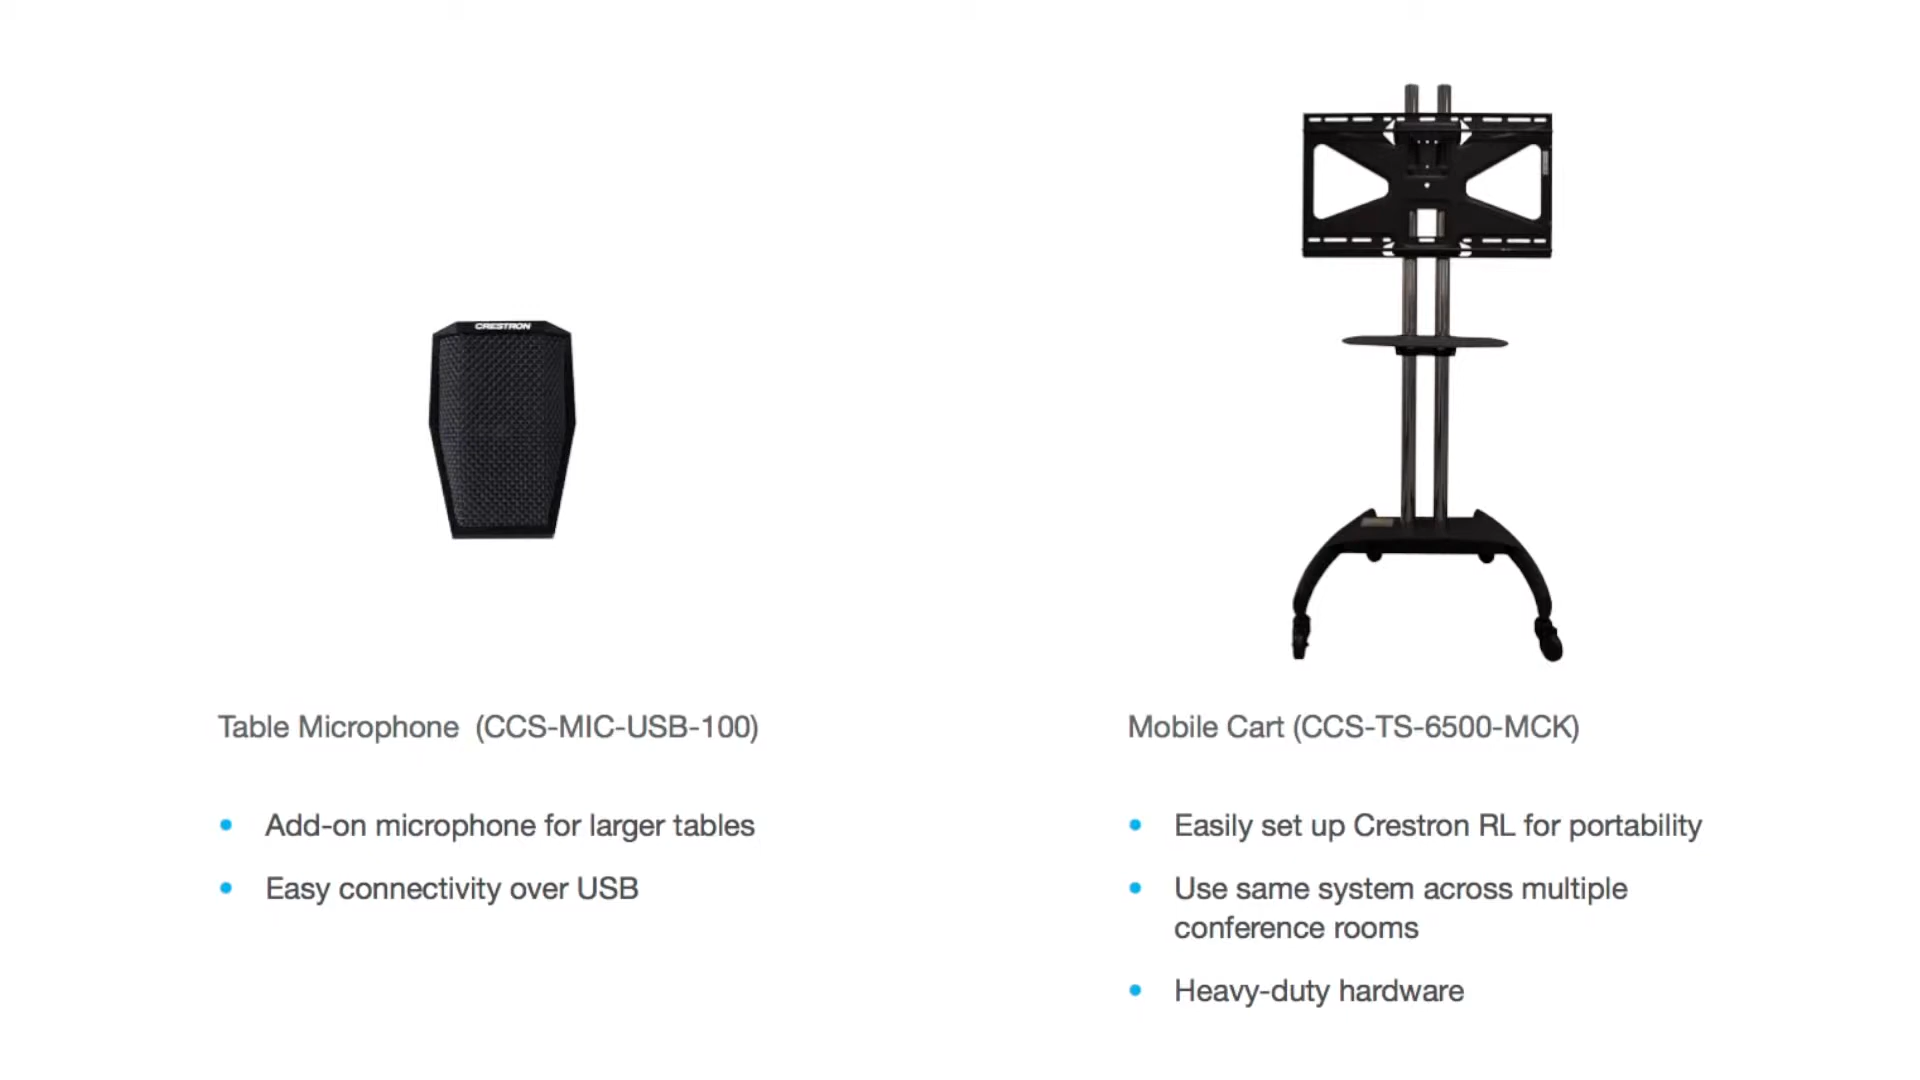 CRESTRON
Table Microphone (CCS-MIC-USB-100)
• Add-on microphone for larger tables
• Easy connectivity over USB
Mobile Cart (CCS-TS-6500-MCK)
• Easily set up Crestron RL for portability
• Use same system across multiple
conference rooms
• Heavy-duty hardware